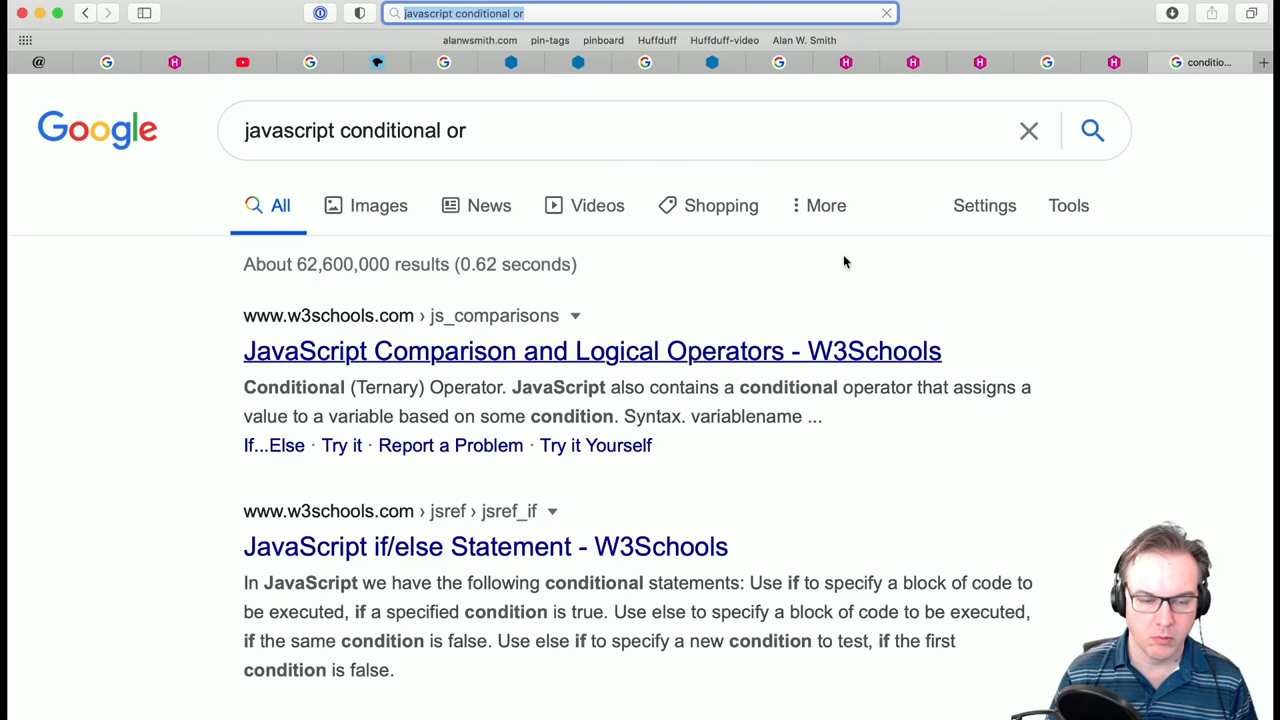 javascript conditional or
alanwsmith.com pin-tags pinboard Huffduff Huffduff-video Alan W. Smith
@ G H G G G G H H H G H G conditio...
Google javascript conditional or
All Images News Videos Shopping More Settings Tools
About 62,600,000 results (0.62 seconds)
www.w3schools.com › js_comparisons
JavaScript Comparison and Logical Operators - W3Schools
Conditional (Ternary) Operator. JavaScript also contains a conditional operator that assigns a
value to a variable based on some condition. Syntax. variablename ...
If...Else · Try it · Report a Problem · Try it Yourself
www.w3schools.com › jsref › jsref_if
JavaScript if/else Statement - W3Schools
In JavaScript we have the following conditional statements: Use if to specify a block of code to
be executed, if a specified condition is true. Use else to specify a block of code to be executed,
if the same condition is false. Use else if to specify a new condition to test, if the first
condition is false.